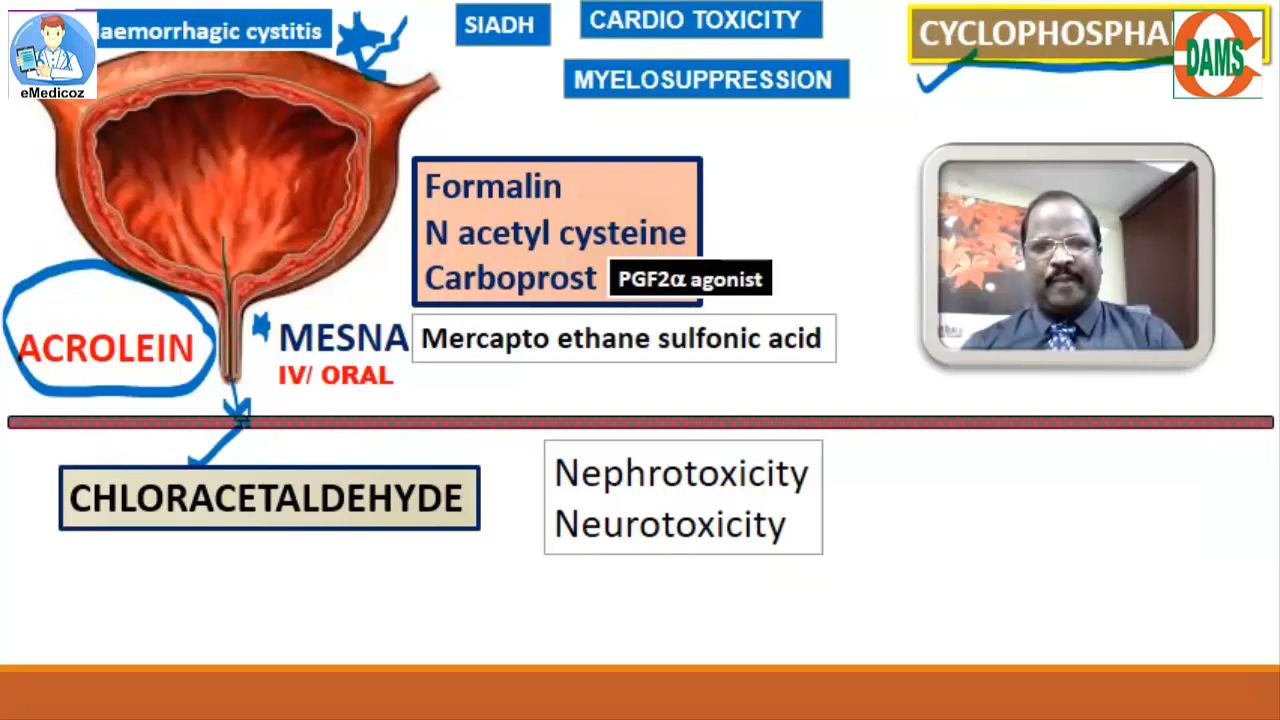 aemorrhagic cystitis
SIADH
CARDIO TOXICITY
MYELOSUPPRESSION
CYCLOPHOSPHA
DAMS
eMedicoz
Formalin
N acetyl cysteine
Carboprost
PGF2α agonist
ACROLEIN
MESNA
Mercapto ethane sulfonic acid
IV/ ORAL
CHLORACETALDEHYDE
Nephrotoxicity
Neurotoxicity